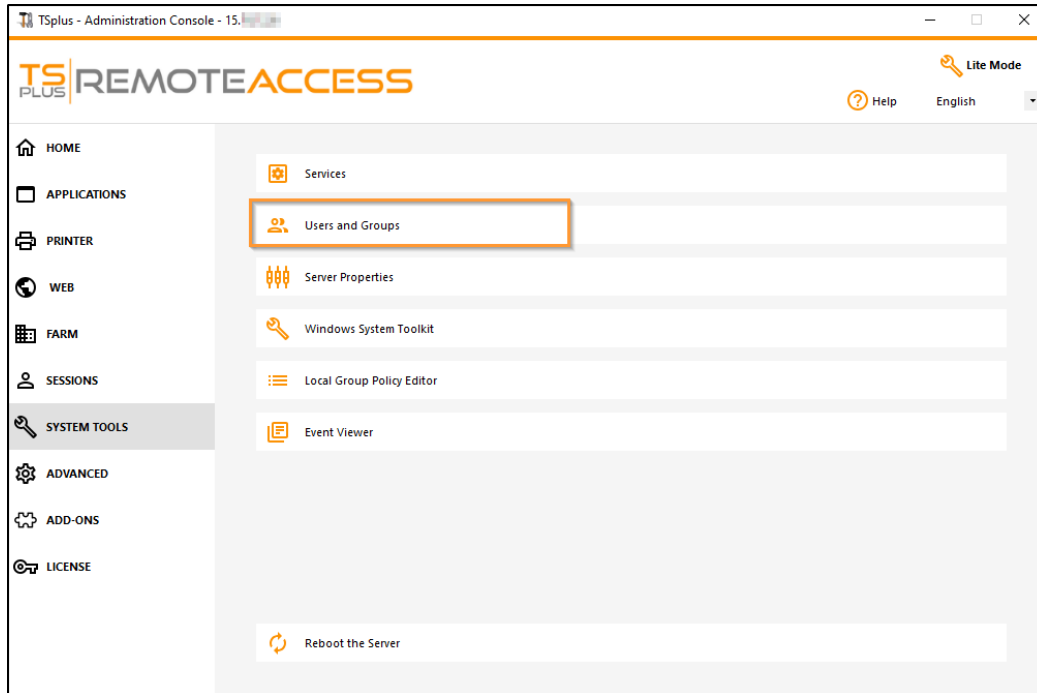 TSplus - Administration Console - 15.
TS PLUS REMOTEACCESS
Lite Mode
Help English
HOME
APPLICATIONS
PRINTER
WEB
FARM
SESSIONS
SYSTEM TOOLS
ADVANCED
ADD-ONS
LICENSE
Services
Users and Groups
Server Properties
Windows System Toolkit
Local Group Policy Editor
Event Viewer
Reboot the Server